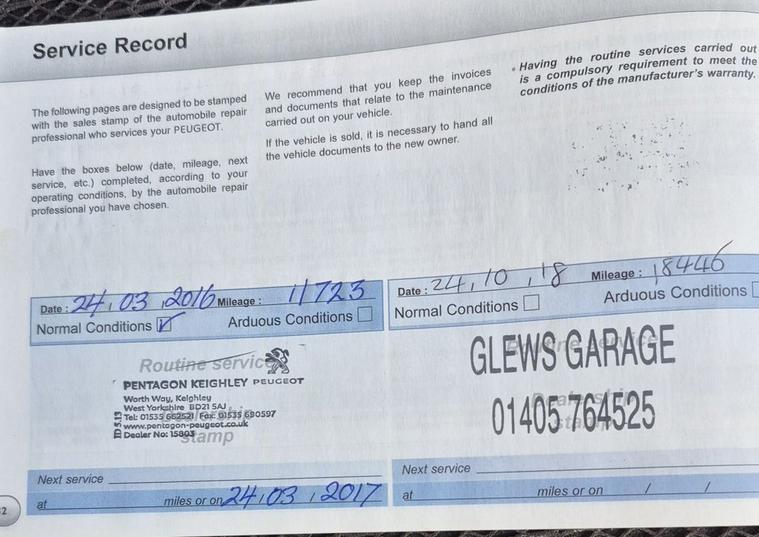 Service Record
The following pages are designed to be stamped
with the sales stamp of the automobile repair
professional who services your PEUGEOT.
Have the boxes below (date, mileage, next
service, etc.) completed, according to your
operating conditions, by the automobile repair
professional you have chosen.
We recommend that you keep the invoices
and documents that relate to the maintenance
carried out on your vehicle.
If the vehicle is sold, it is necessary to hand all
the vehicle documents to the new owner.
• Having the routine services carried out
is a compulsory requirement to meet the
conditions of the manufacturer's warranty.
Date : 24, 03, 2016 Mileage : 11723
Normal Conditions Arduous Conditions
Routine service
PENTAGON KEIGHLEY PEUGEOT
Worth Way, Keighley
West Yorkshire BD21 5AJ
Tel: 01535 662521 Fax: 01535 680597
www.pentagon-peugeot.co.uk
Dealer No: 15803
stamp
Next service
at miles or on 24, 03, 2017
Date : 24, 10, 18 Mileage : 18446
Normal Conditions Arduous Conditions
GLEWS GARAGE
01405 764525
Next service
at miles or on / /